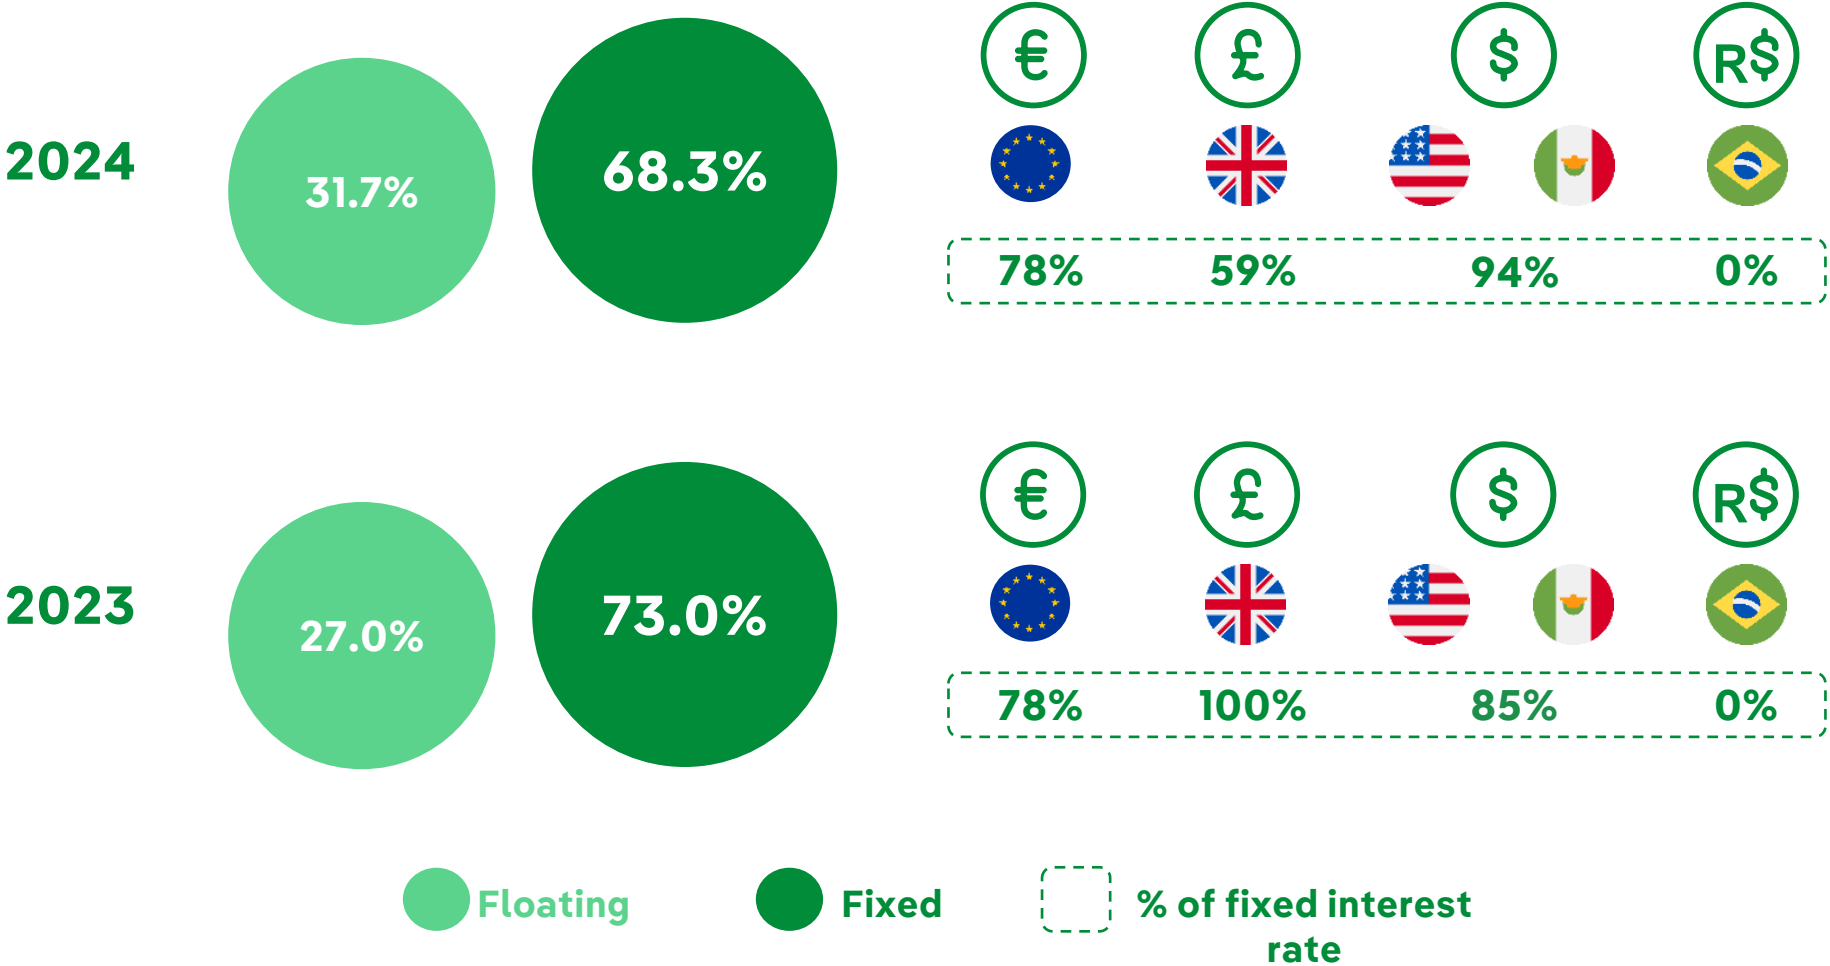 € £ $ R$
2024
31.7% 68.3%
78% 59% 94% 0%
€ £ $ R$
2023
27.0% 73.0%
78% 100% 85% 0%
Floating Fixed % of fixed interest
rate